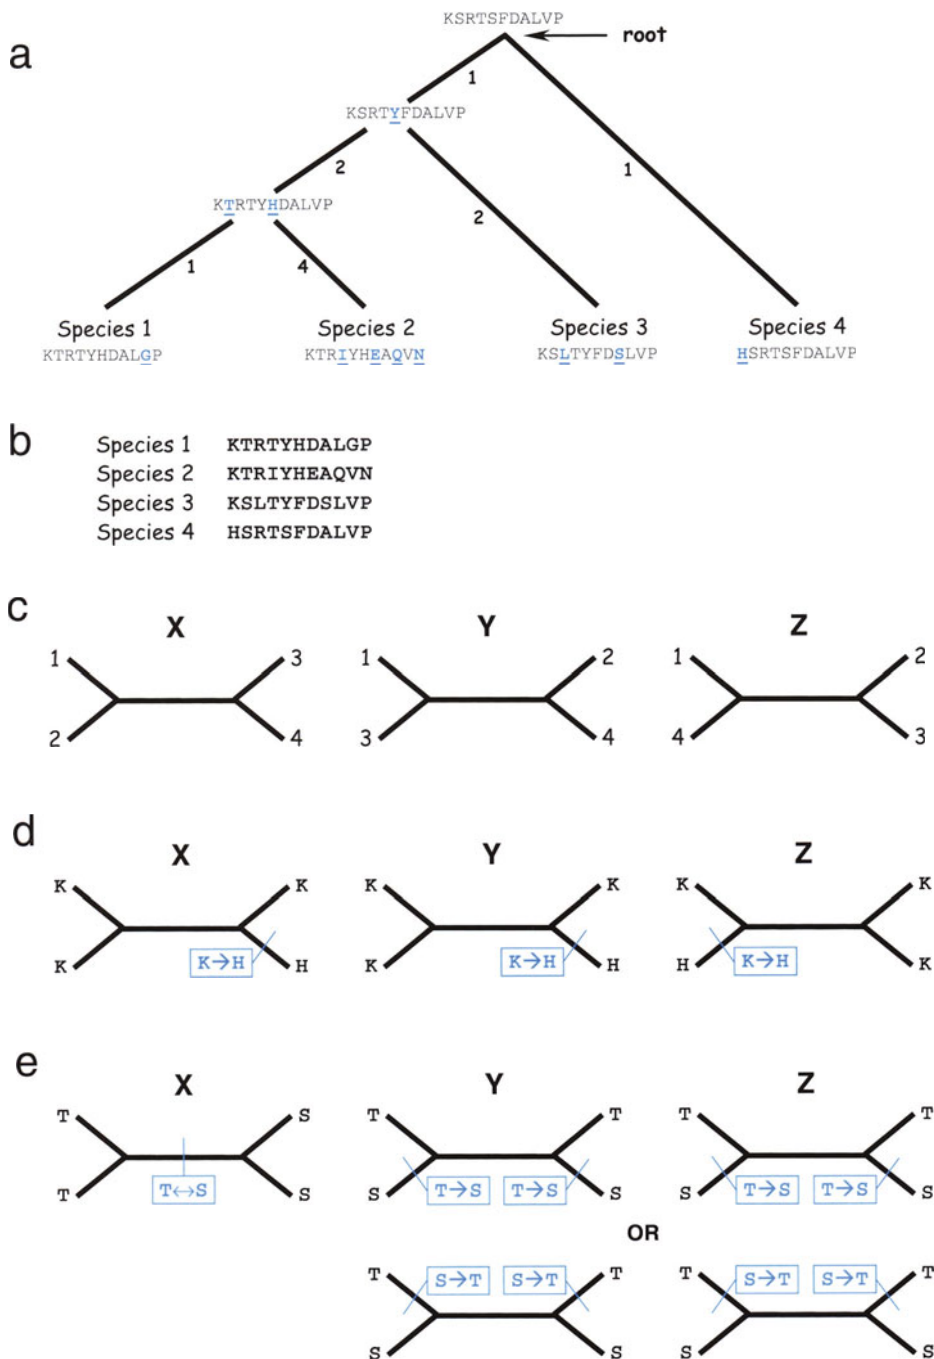 a
KSRTSFDALVP
root
1
KSRTYFDALVP
2
1
KTRTYHDALVP
2
1
4
Species 1 Species 2 Species 3 Species 4
KTRTYHDALGP KTRIYHEAQVN KSLTYFDSLVP HSRTSFDALVP
b
Species 1 KTRTYHDALGP
Species 2 KTRIYHEAQVN
Species 3 KSLTYFDSLVP
Species 4 HSRTSFDALVP
c
X Y Z
1 3 1 2 1 2
2 4 3 4 4 3
d
X Y Z
K K K K K K
K→H K→H K→H
K H K H H K
e
X Y Z
T S T T T T
T↔S T→S T→S T→S T→S
T S S S S S
OR
T S→T S→T T T S→T S→T T
S S S S